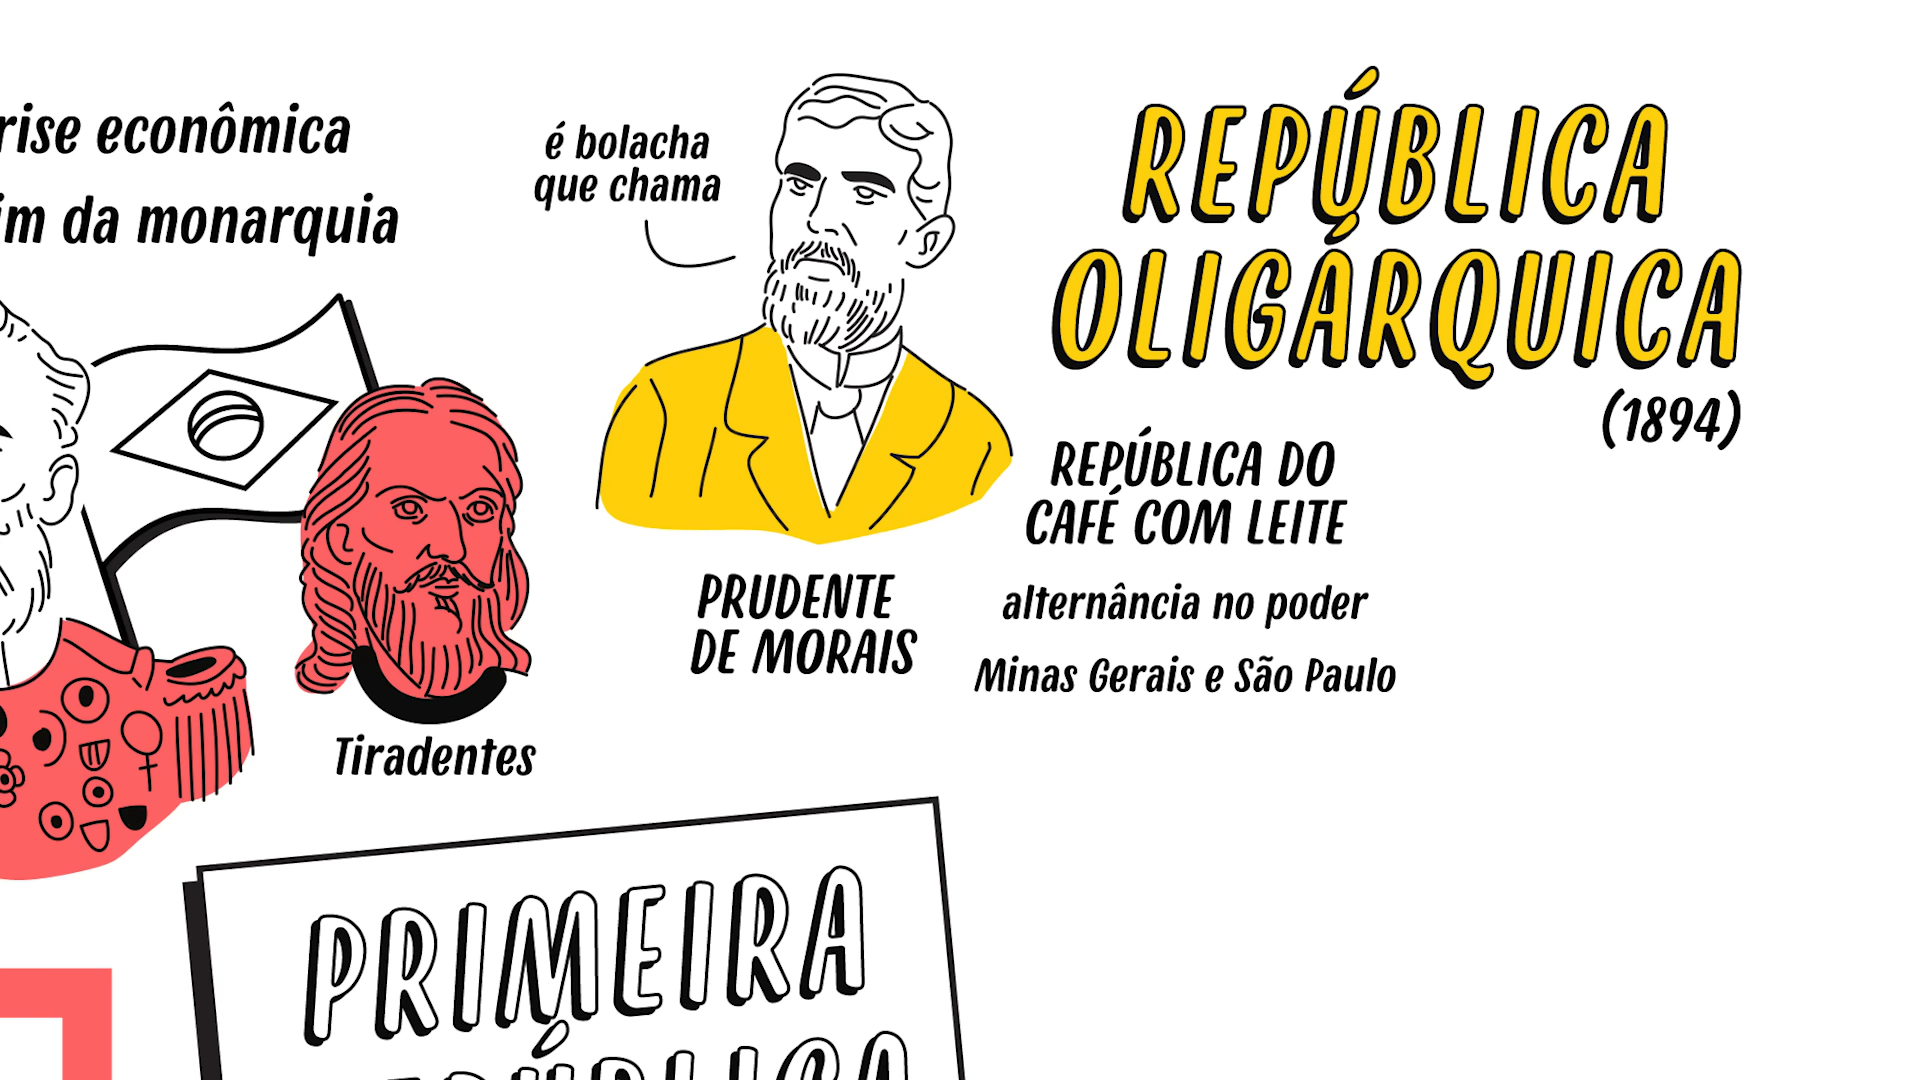 rise econômica
im da monarquia
é bolacha
que chama
REPÚBLICA
OLIGÁRQUICA
(1894)
REPÚBLICA DO
CAFÉ COM LEITE
alternância no poder
Minas Gerais e São Paulo
PRUDENTE
DE MORAIS
Tiradentes
PRIMEIRA
REPÚBLICA